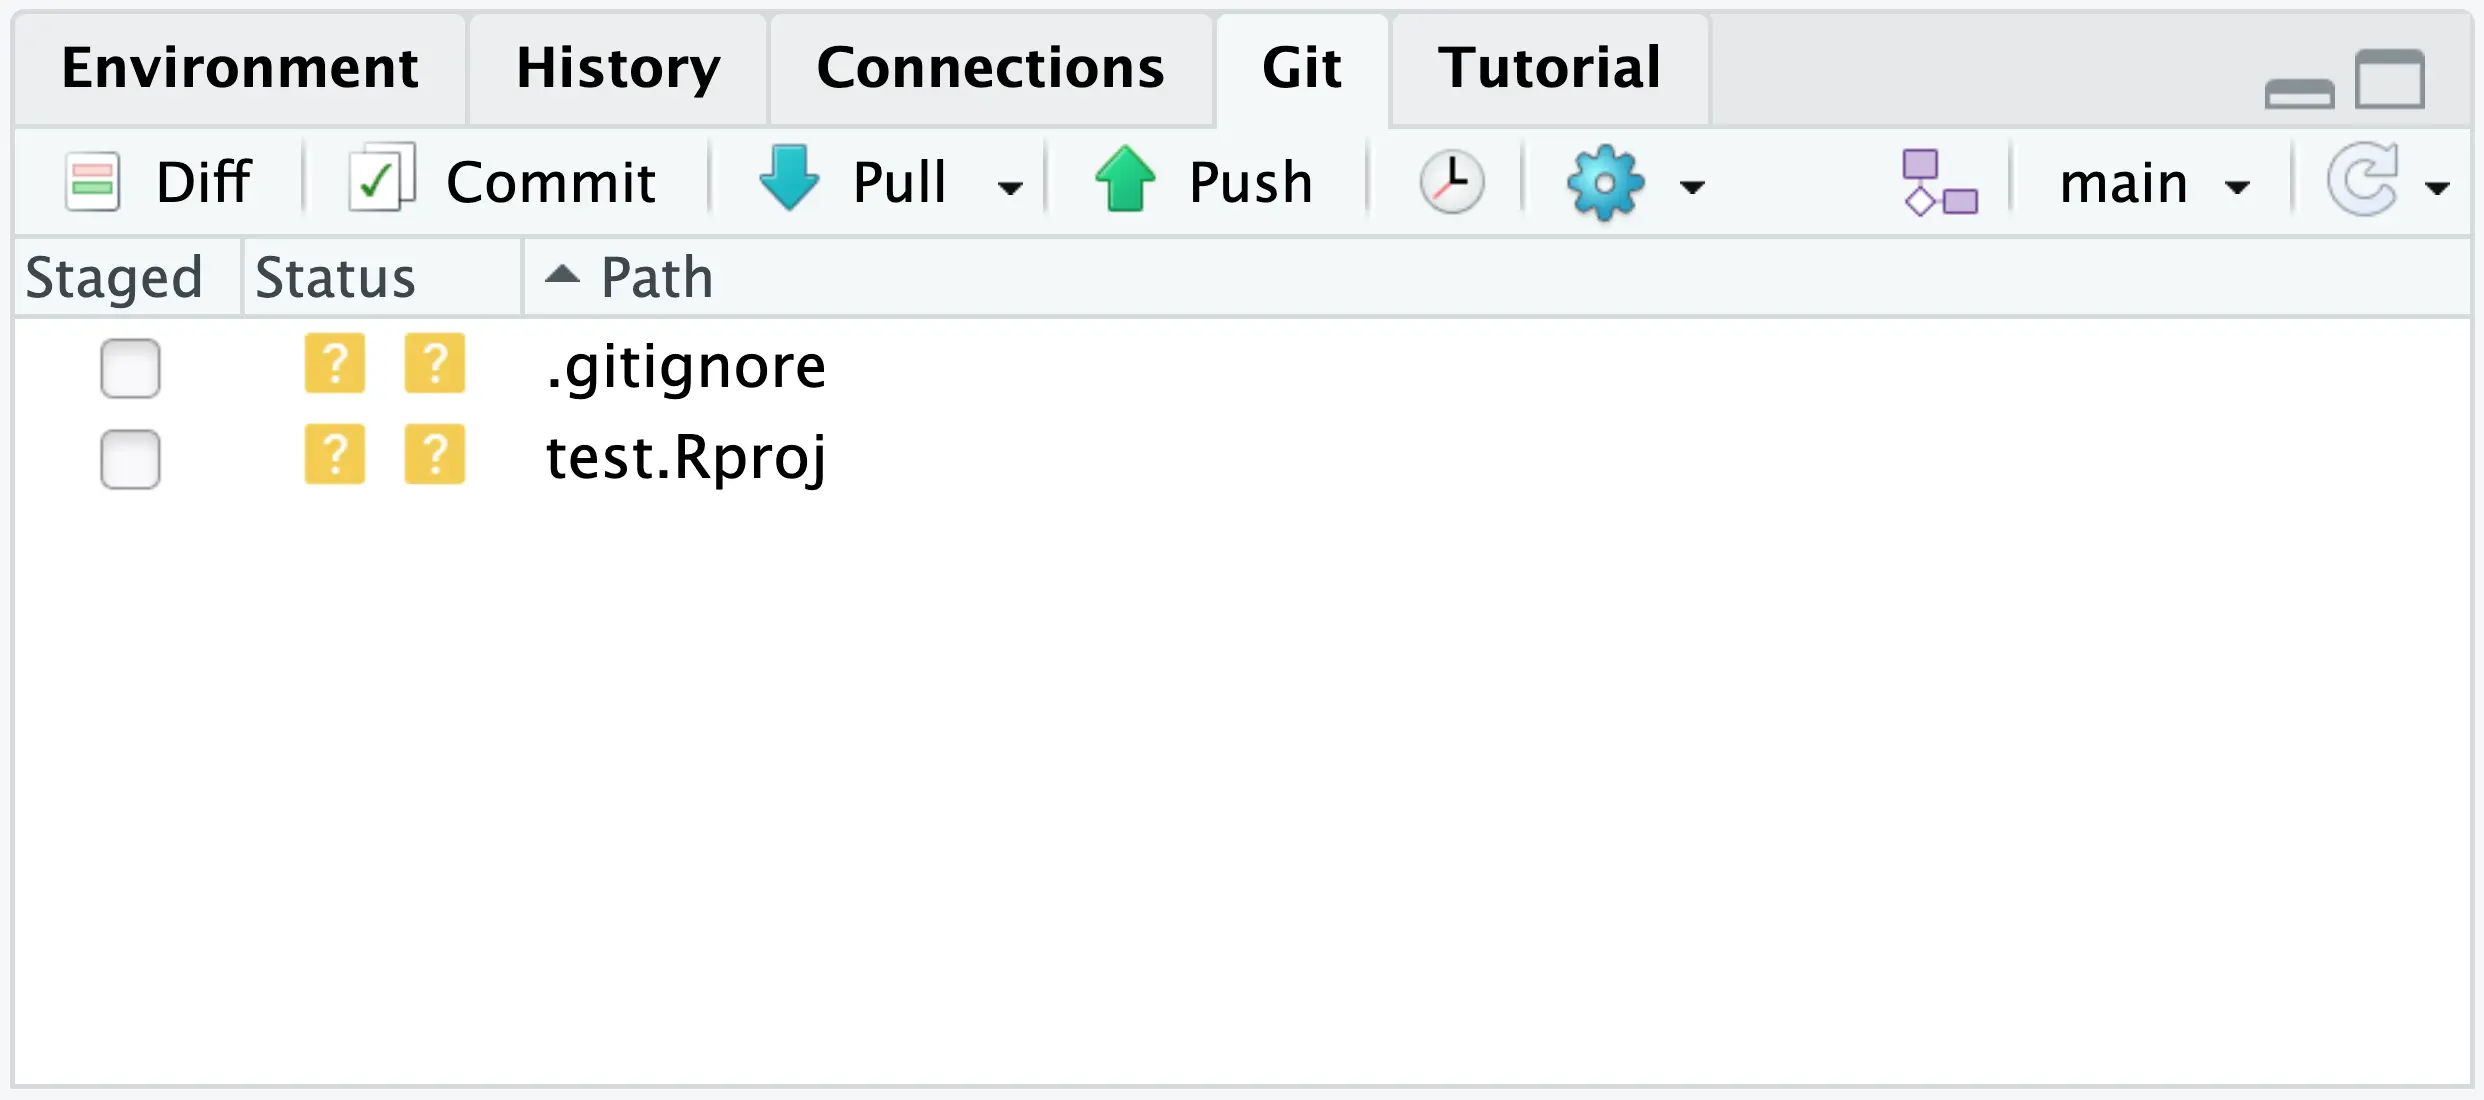 Environment History Connections Git Tutorial
Diff Commit Pull Push main
Staged Status Path
? ? .gitignore
? ? test.Rproj